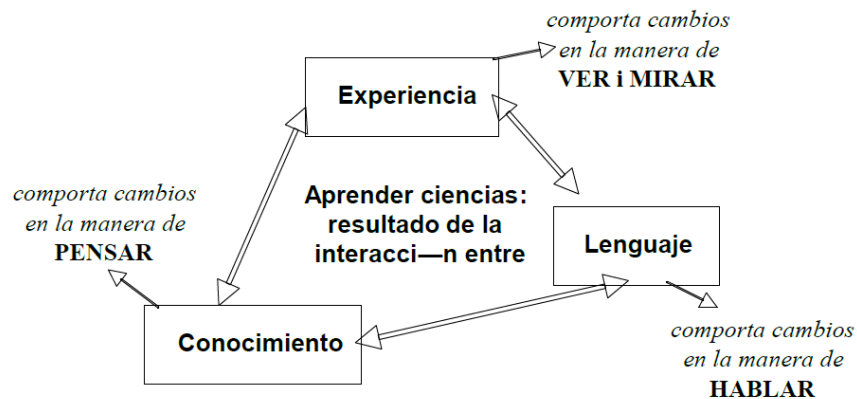 comporta cambios
en la manera de
VER i MIRAR
Experiencia
Aprender ciencias:
resultado de la
interacci—n entre
comporta cambios
en la manera de
PENSAR
Lenguaje
Conocimiento
comporta cambios
en la manera de
HABLAR